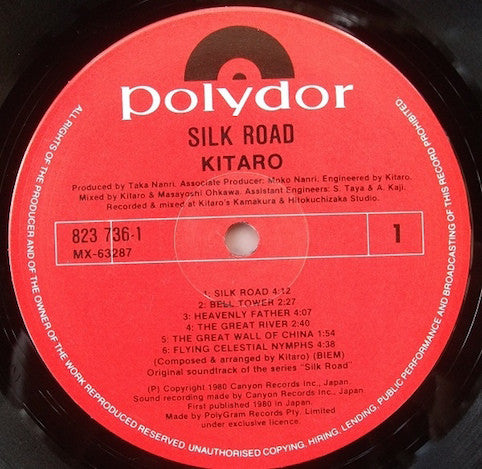 polydor
SILK ROAD
KITARO
Produced by Taka Nanri. Associate Producer: Moko Nanri. Engineered by Kitaro.
Mixed by Kitaro & Masayoshi Ohkawa. Assistant Engineers: S. Taya & A. Kaji.
Recorded & mixed at Kitaro's Kamakura & Hitokuchizaka Studio.
823 736-1
MX-63287
1
1: SILK ROAD 4:12
2: BELL TOWER 2:27
3: HEAVENLY FATHER 4:07
4: THE GREAT RIVER 2:40
5: THE GREAT WALL OF CHINA 1:54
6: FLYING CELESTIAL NYMPHS 4:38
(Composed & arranged by Kitaro) (BIEM)
Original soundtrack of the series "Silk Road"
(P) Copyright 1980 Canyon Records Inc., Japan.
Sound recording made by Canyon Records Inc., Japan.
First published 1980 in Japan.
Made by PolyGram Records Pty. Limited
under exclusive licence.
ALL RIGHTS OF THE PRODUCER AND OF THE OWNER OF THE WORK REPRODUCED RESERVED. UNAUTHORISED COPYING, HIRING, LENDING, PUBLIC PERFORMANCE AND BROADCASTING OF THIS RECORD PROHIBITED